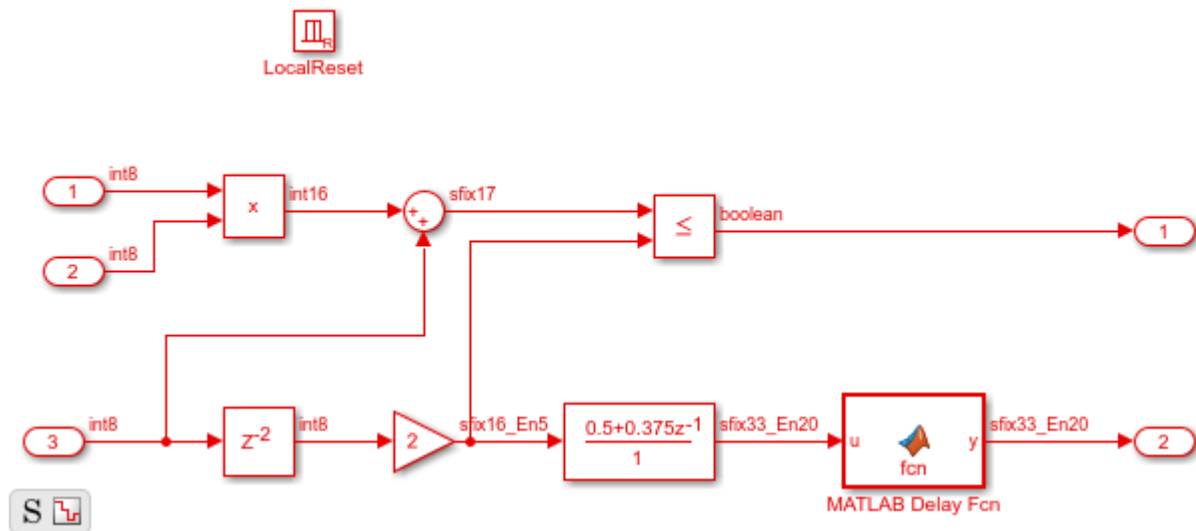 R
LocalReset
int8
1
x
int16
+
+
sfix17
≤
boolean
1
2
int8
3
int8
Z-2
int8
2
sfix16_En5
0.5+0.375z-1
1
sfix33_En20
u
fcn
y
sfix33_En20
2
MATLAB Delay Fcn
S